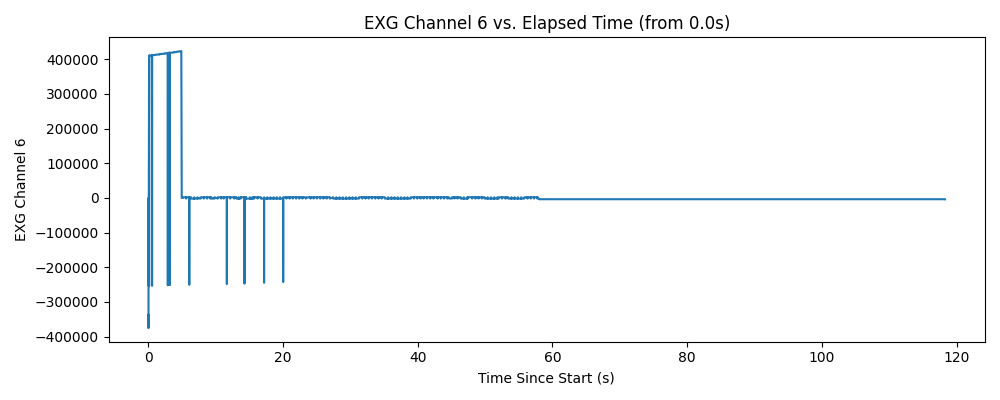 EXG Channel 6 vs. Elapsed Time (from 0.0s)
EXG Channel 6
400000
300000
200000
100000
0
−100000
−200000
−300000
−400000
0 20 40 60 80 100 120
Time Since Start (s)